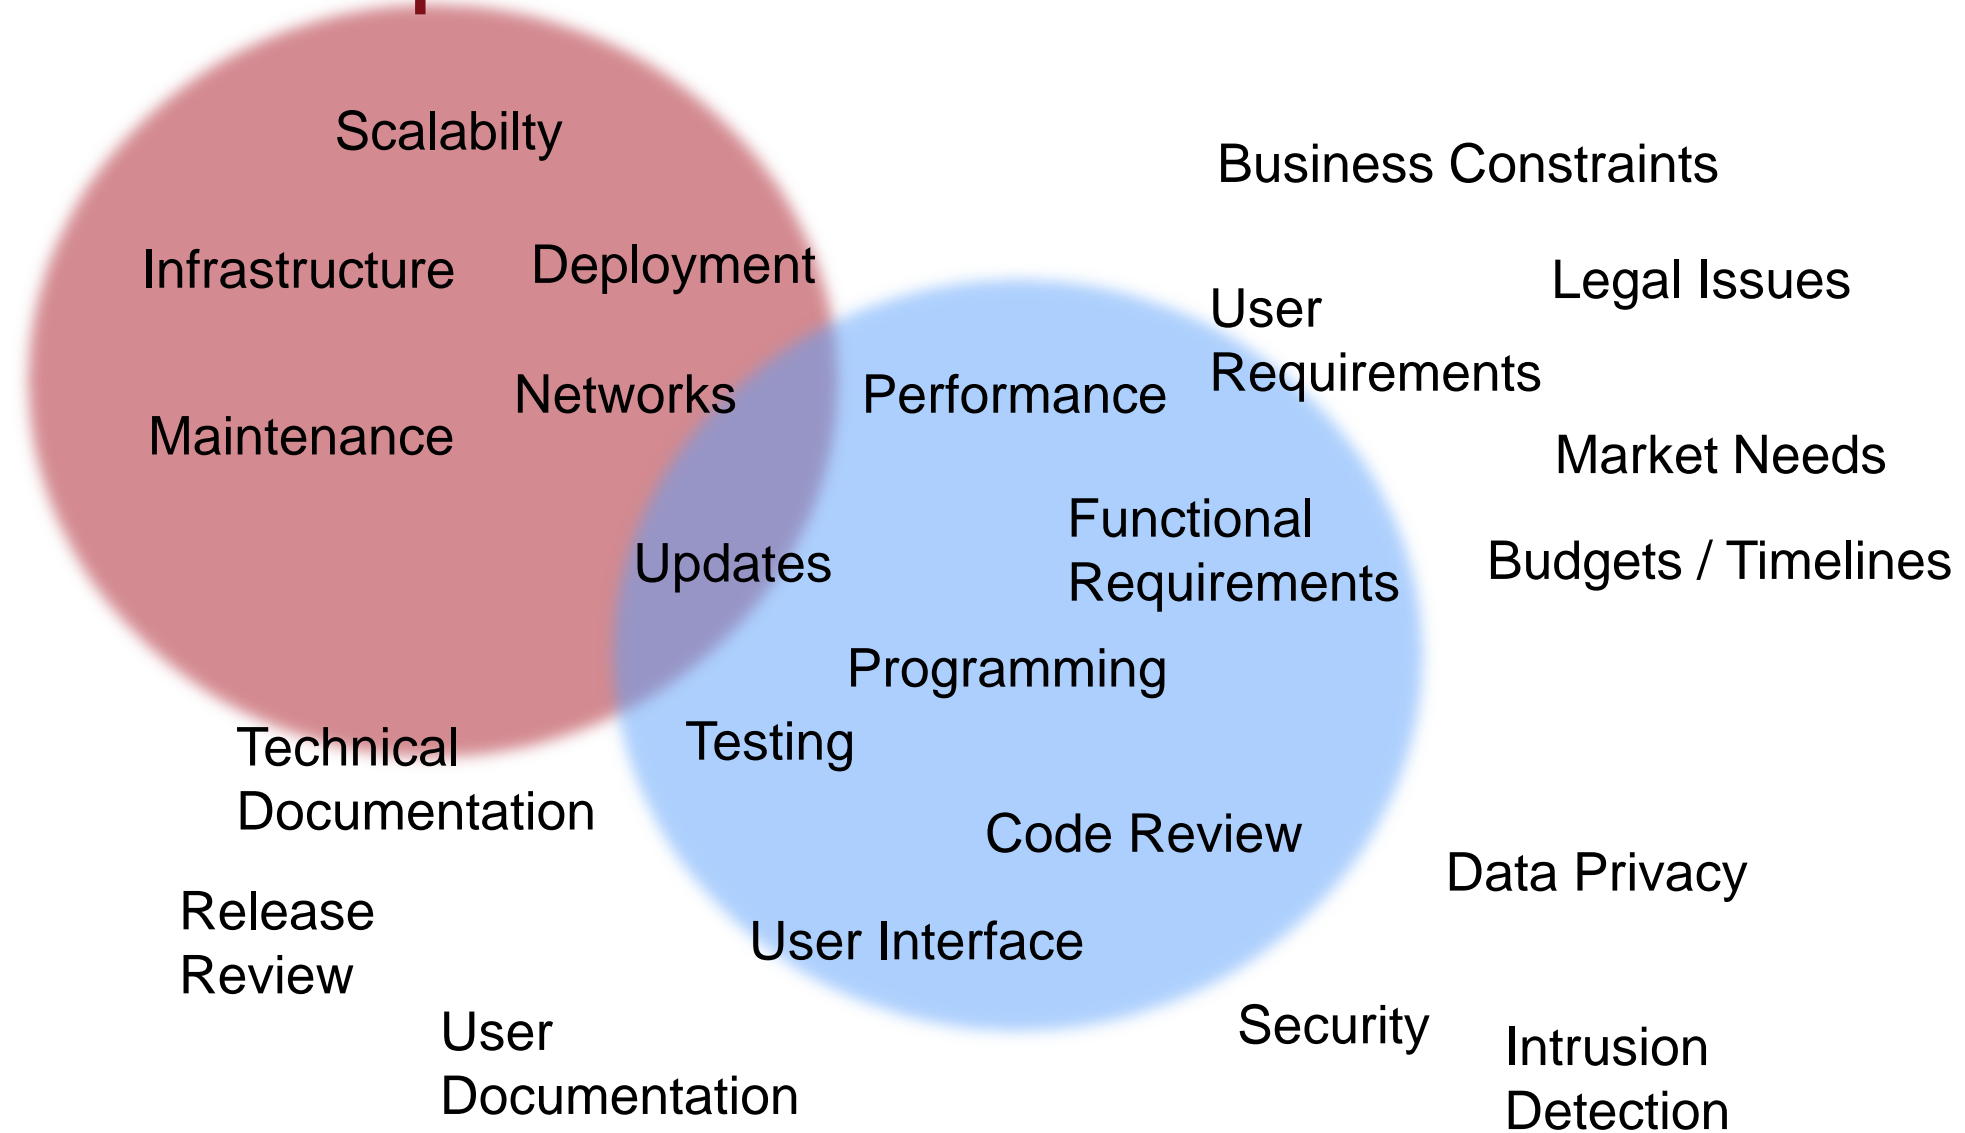 Scalabilty
Business Constraints
Infrastructure
Deployment
Legal Issues
User
Requirements
Networks
Performance
Maintenance
Market Needs
Functional
Requirements
Updates
Budgets / Timelines
Programming
Testing
Technical
Documentation
Code Review
Data Privacy
Release
Review
User Interface
Security
User
Documentation
Intrusion
Detection